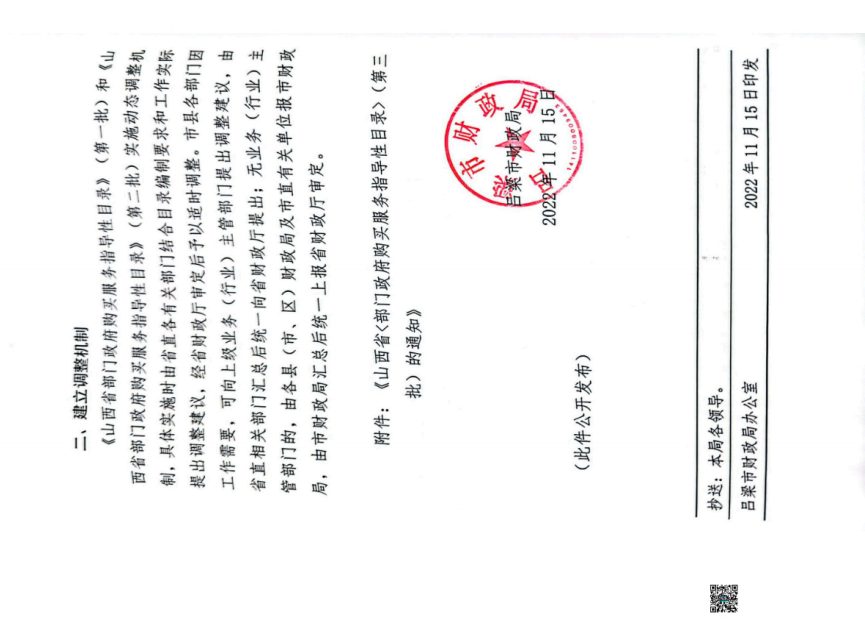 二、建立调整机制
《山西省部门政府购买服务指导性目录》（第一批）和《山
西省部门政府购买服务指导性目录》（第二批）实施动态调整机
制，具体实施时由省直各有关部门结合目录编制要求和工作实际
提出调整建议，经省财政厅审定后予以适时调整。市县各部门因
工作需要，可向上级业务（行业）主管部门提出调整建议，由
省直相关部门汇总后统一向省财政厅提出；无业务（行业）主
管部门的，由各县（市、区）财政局及市直有关单位报市财政
局，由市财政局汇总后统一上报省财政厅审定。
附件：《山西省〈部门政府购买服务指导性目录〉（第三
批）的通知》
吕梁市财政局
2022年11月15日
吕梁市财政局
（此件公开发布）
抄送：本局各领导。
吕梁市财政局办公室
2022年11月15日印发